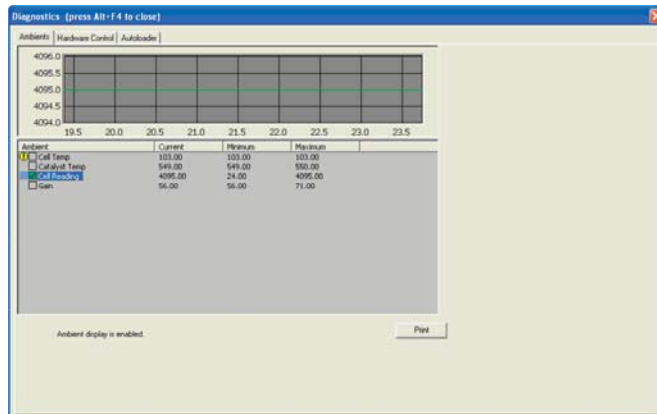 Diagnostics (press Alt+F4 to close)
Ambients Hardware Control Autoloader
4096.0
4095.5
4095.0
4094.5
4094.0
19.5 20.0 20.5 21.0 21.5 22.0 22.5 23.0 23.5
Ambient Current Minimum Maximum
Cell Temp 103.00 103.00 103.00
Catalyst Temp 549.00 549.00 550.00
Cell Reading 4095.00 24.00 4095.00
Gain 56.00 56.00 71.00
Ambient display is enabled. Print